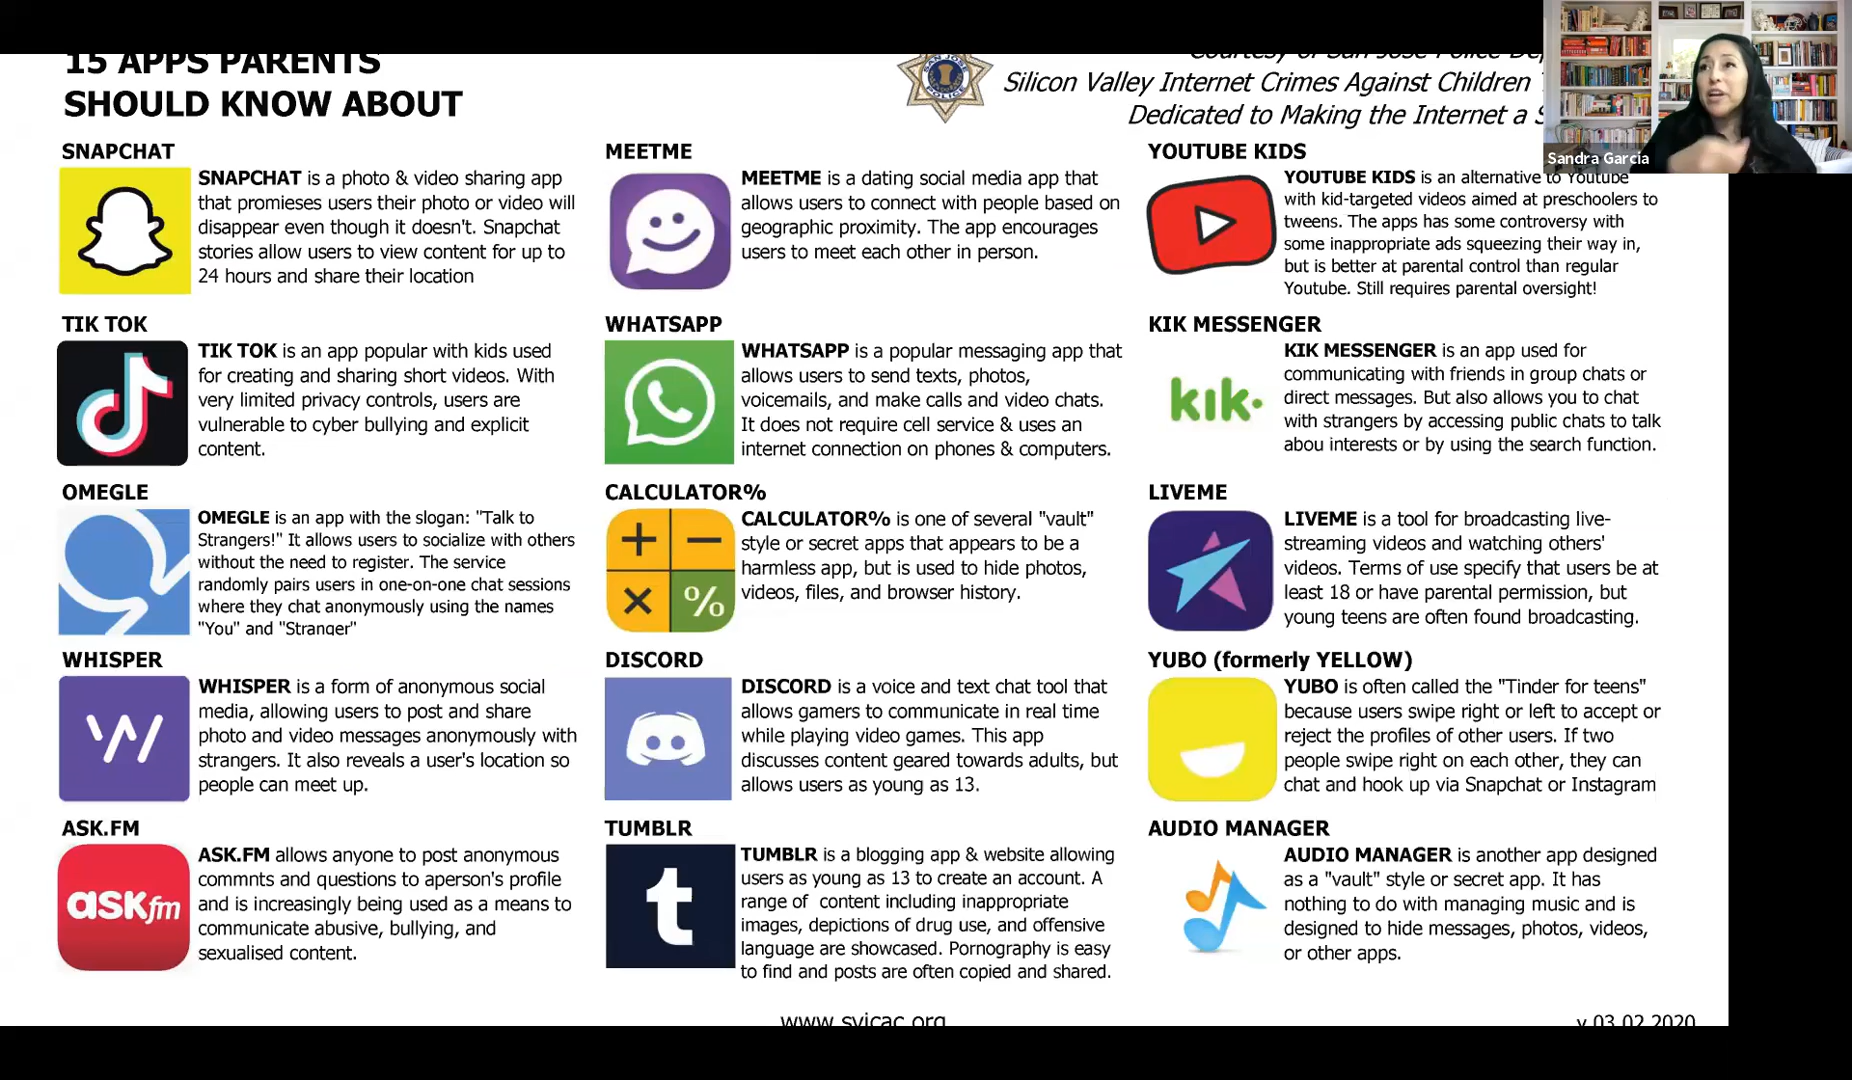 15 APPS PARENTS
SHOULD KNOW ABOUT
Courtesy of San Jose Police
Silicon Valley Internet Crimes Against Children
Dedicated to Making the Internet a
SAN JOSE
POLICE
Sandra Garcia
SNAPCHAT
SNAPCHAT is a photo & video sharing app
that promieses users their photo or video will
disappear even though it doesn't. Snapchat
stories allow users to view content for up to
24 hours and share their location
TIK TOK
TIK TOK is an app popular with kids used
for creating and sharing short videos. With
very limited privacy controls, users are
vulnerable to cyber bullying and explicit
content.
OMEGLE
OMEGLE is an app with the slogan: "Talk to
Strangers!" It allows users to socialize with others
without the need to register. The service
randomly pairs users in one-on-one chat sessions
where they chat anonymously using the names
"You" and "Stranger"
WHISPER
WHISPER is a form of anonymous social
media, allowing users to post and share
photo and video messages anonymously with
strangers. It also reveals a user's location so
people can meet up.
ASK.FM
askfm
ASK.FM allows anyone to post anonymous
commnts and questions to aperson's profile
and is increasingly being used as a means to
communicate abusive, bullying, and
sexualised content.
MEETME
MEETME is a dating social media app that
allows users to connect with people based on
geographic proximity. The app encourages
users to meet each other in person.
WHATSAPP
WHATSAPP is a popular messaging app that
allows users to send texts, photos,
voicemails, and make calls and video chats.
It does not require cell service & uses an
internet connection on phones & computers.
CALCULATOR%
+ −
× %
CALCULATOR% is one of several "vault"
style or secret apps that appears to be a
harmless app, but is used to hide photos,
videos, files, and browser history.
DISCORD
DISCORD is a voice and text chat tool that
allows gamers to communicate in real time
while playing video games. This app
discusses content geared towards adults, but
allows users as young as 13.
TUMBLR
t
TUMBLR is a blogging app & website allowing
users as young as 13 to create an account. A
range of content including inappropriate
images, depictions of drug use, and offensive
language are showcased. Pornography is easy
to find and posts are often copied and shared.
YOUTUBE KIDS
YOUTUBE KIDS is an alternative to Youtube
with kid-targeted videos aimed at preschoolers to
tweens. The apps has some controversy with
some inappropriate ads squeezing their way in,
but is better at parental control than regular
Youtube. Still requires parental oversight!
KIK MESSENGER
kik.
KIK MESSENGER is an app used for
communicating with friends in group chats or
direct messages. But also allows you to chat
with strangers by accessing public chats to talk
abou interests or by using the search function.
LIVEME
LIVEME is a tool for broadcasting live-
streaming videos and watching others'
videos. Terms of use specify that users be at
least 18 or have parental permission, but
young teens are often found broadcasting.
YUBO (formerly YELLOW)
YUBO is often called the "Tinder for teens"
because users swipe right or left to accept or
reject the profiles of other users. If two
people swipe right on each other, they can
chat and hook up via Snapchat or Instagram
AUDIO MANAGER
AUDIO MANAGER is another app designed
as a "vault" style or secret app. It has
nothing to do with managing music and is
designed to hide messages, photos, videos,
or other apps.
www.svicac.org
v.03.02.2020